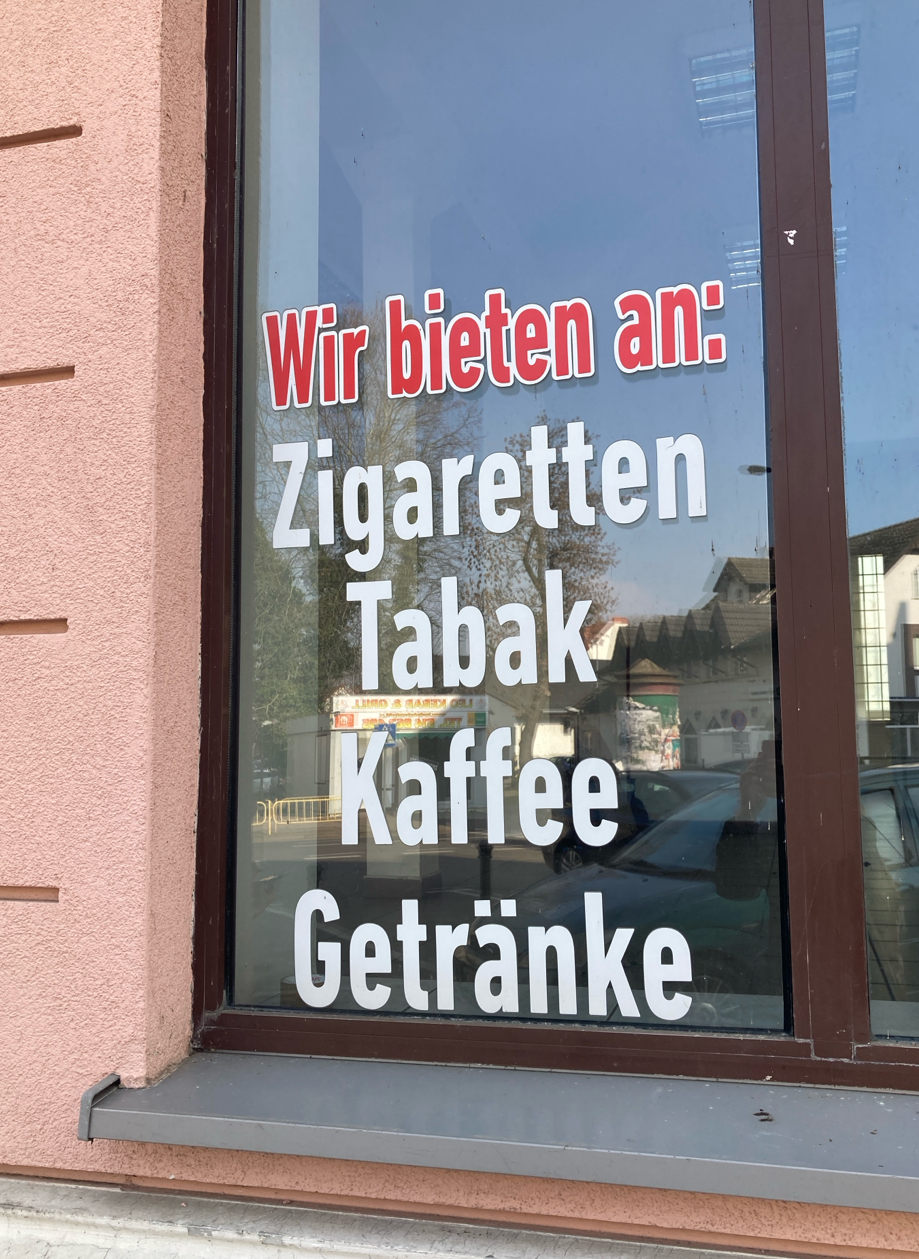 Wir bieten an:
Zigaretten
Tabak
Kaffee
Getränke